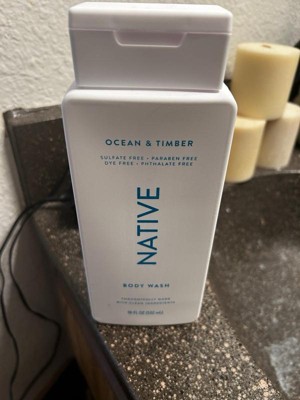 OCEAN & TIMBER
SULFATE FREE • PARABEN FREE
DYE FREE • PHTHALATE FREE
NATIVE
BODY WASH